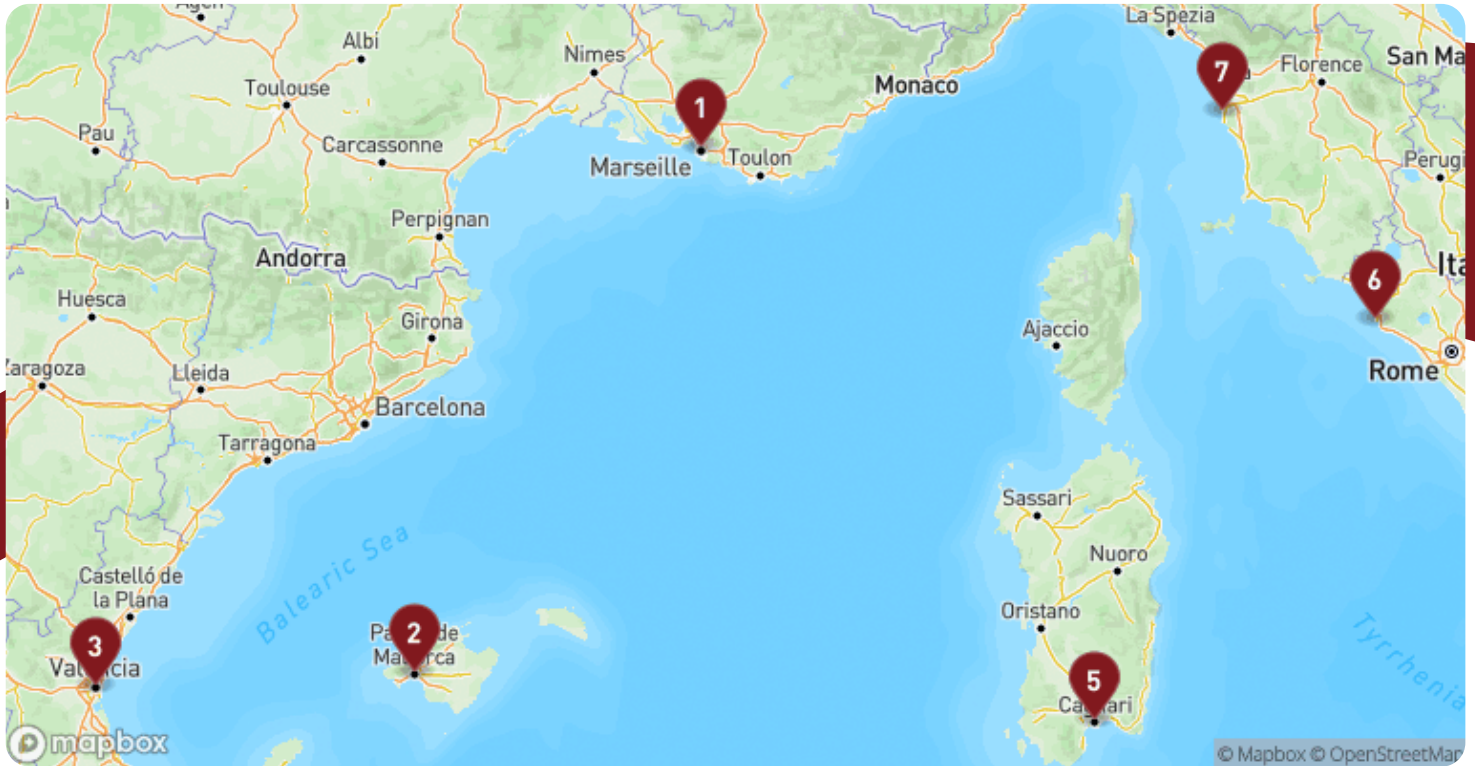 La Spezia
Albi
Nimes
Florence
San Ma
7
Toulouse
Monaco
1
Pau
Carcassonne
Marseille
Toulon
Perugi
Perpignan
Andorra
6
Ita
Huesca
Girona
Ajaccio
Zaragoza
Lleida
Rome
Barcelona
Tarragona
Sassari
Balearic Sea
Nuoro
Castelló de
la Plana
Oristano
2
3
Tyrrhenia
5
mapbox
© Mapbox © OpenStreetMap